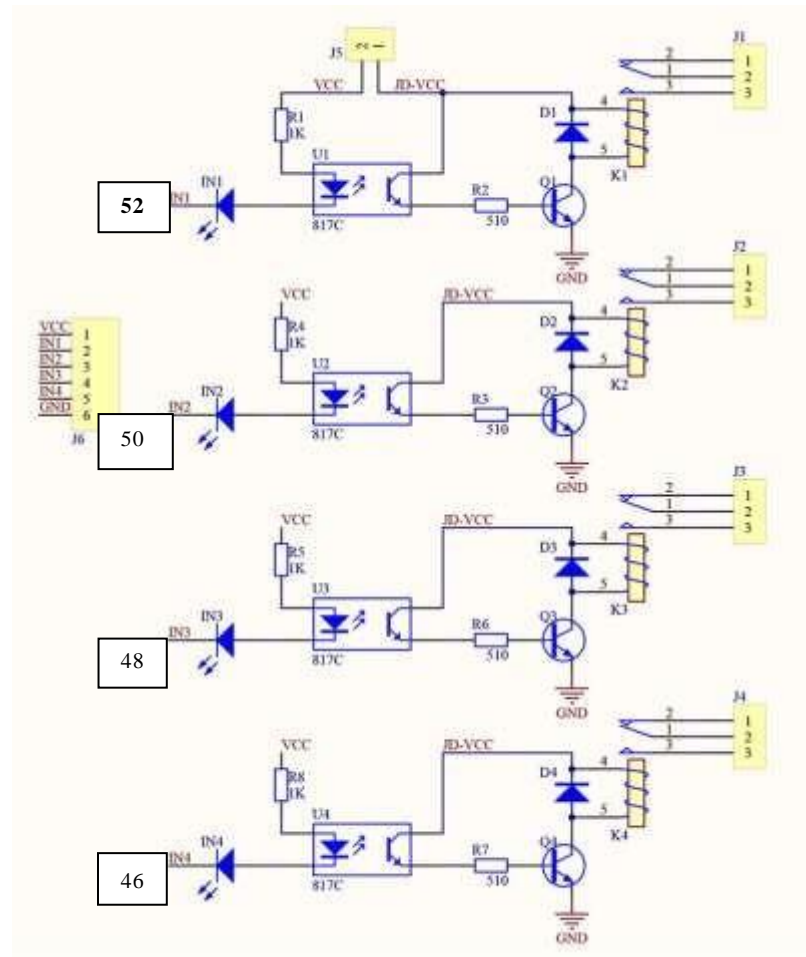 J1
J5
2 1
2 1
1 2
3 3
VCC JD-VCC
R1
1K
D1
4
5
K1
U1
IN1
52
IN1
817C
R2
510
Q1
GND
J2
2 1
1 2
3 3
VCC JD-VCC
R4
1K
D2
4
5
K2
U2
VCC 1
IN1 2
IN2 3
IN3 4
IN4 5
GND 6
J6
IN2
50
IN2
817C
R3
510
Q2
GND
J3
2 1
1 2
3 3
VCC JD-VCC
R5
1K
D3
4
5
K3
U3
IN3
48
IN3
817C
R6
510
Q3
GND
J4
2 1
1 2
3 3
VCC JD-VCC
R8
1K
D4
4
5
K4
U4
IN4
46
IN4
817C
R7
510
Q4
GND